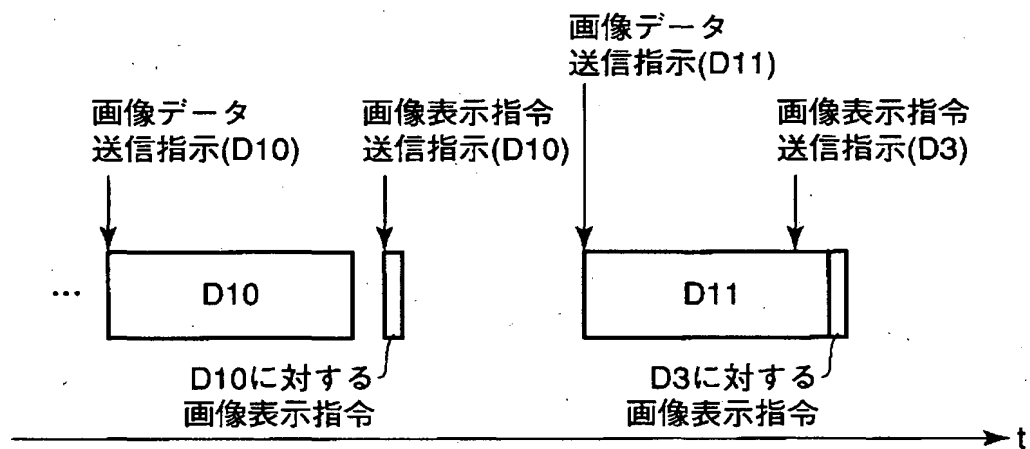 画像データ
送信指示(D11)
画像データ
送信指示(D10)
画像表示指令
送信指示(D10)
画像表示指令
送信指示(D3)
…
D10
D11
D10に対する
画像表示指令
D3に対する
画像表示指令
t